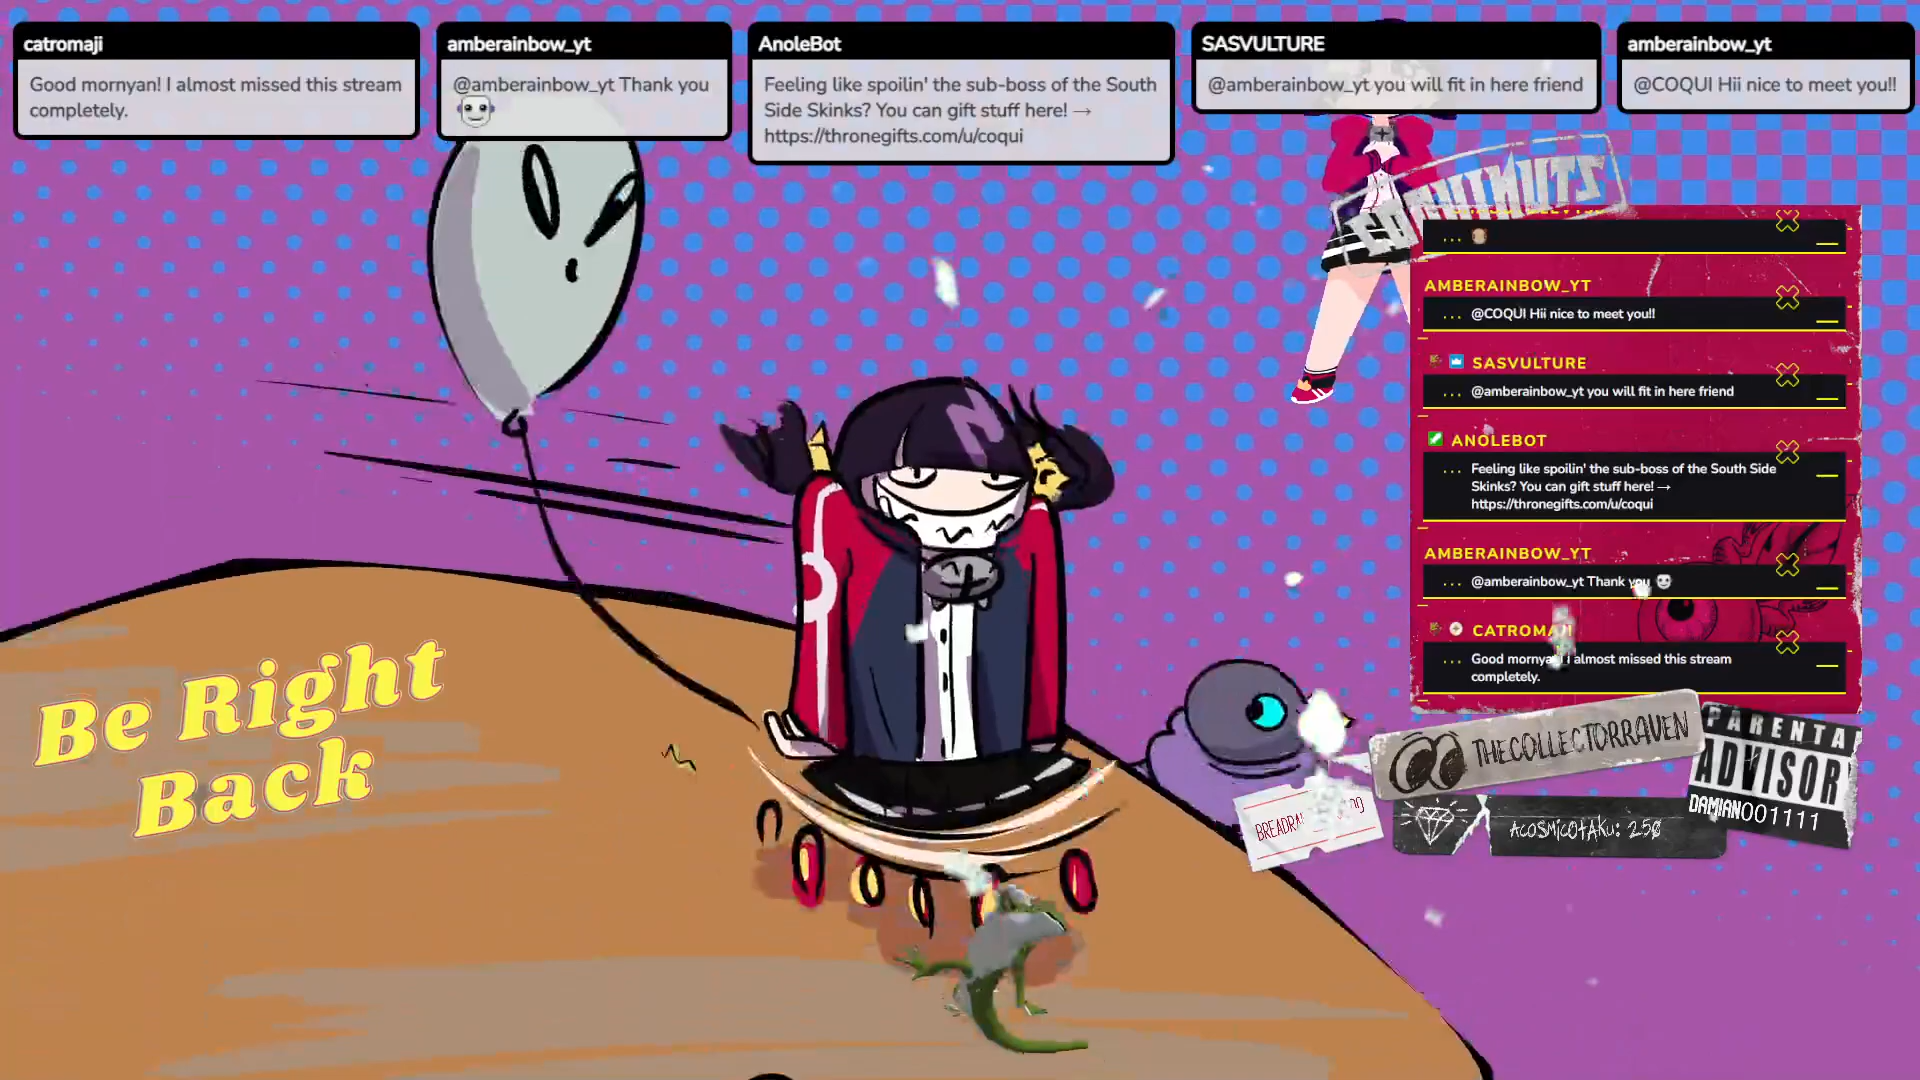 catromaji
Good mornyan! I almost missed this stream
completely.
amberainbow_yt
@amberainbow_yt Thank you
AnoleBot
Feeling like spoilin' the sub-boss of the South
Side Skinks? You can gift stuff here! →
https://thronegifts.com/u/coqui
SASVULTURE
@amberainbow_yt you will fit in here friend
amberainbow_yt
@COQUI Hii nice to meet you!!
...
AMBERAINBOW_YT
... @COQUI Hii nice to meet you!!
SASVULTURE
... @amberainbow_yt you will fit in here friend
ANOLEBOT
... Feeling like spoilin' the sub-boss of the South Side
Skinks? You can gift stuff here! →
https://thronegifts.com/u/coqui
AMBERAINBOW_YT
... @amberainbow_yt Thank you
CATROMAJI
... Good mornyan! I almost missed this stream
completely.
Be Right
Back
THECOLLECTORRAVEN
PARENTAL
ADVISOR
DAMIAN001111
ACOSMICOTAKU: 250